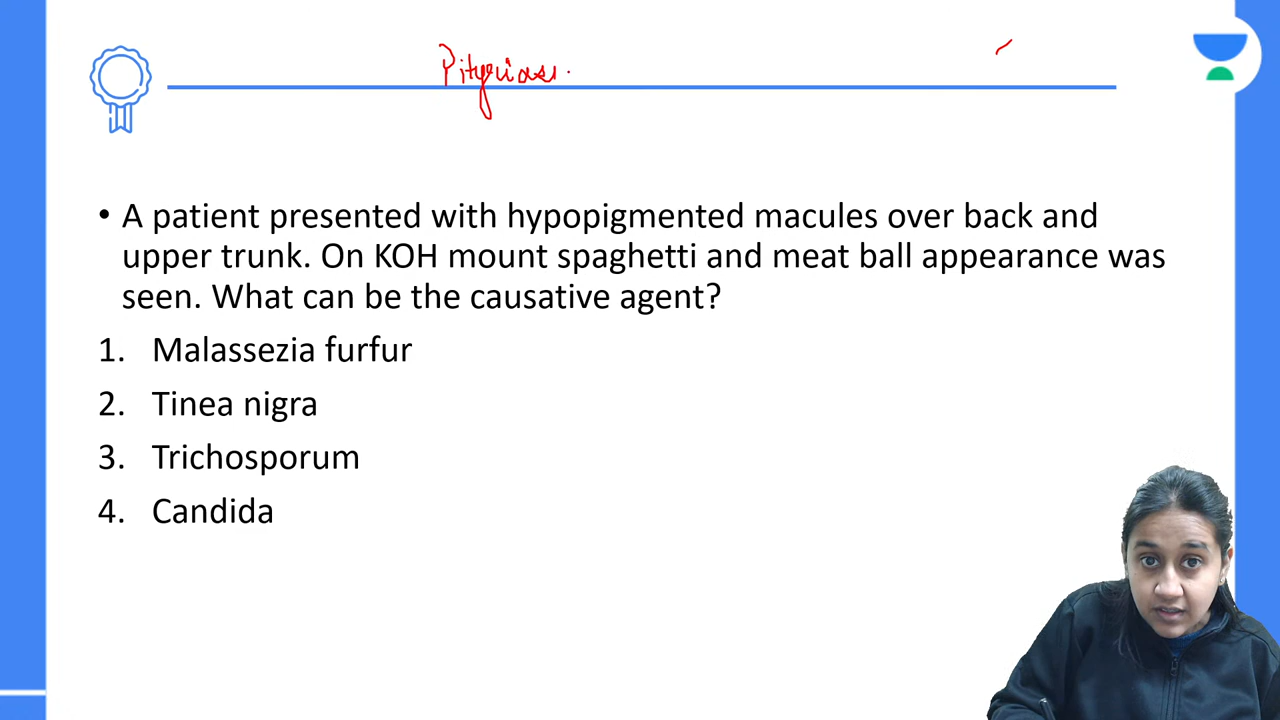 Pityriasi
• A patient presented with hypopigmented macules over back and
upper trunk. On KOH mount spaghetti and meat ball appearance was
seen. What can be the causative agent?
1. Malassezia furfur
2. Tinea nigra
3. Trichosporum
4. Candida